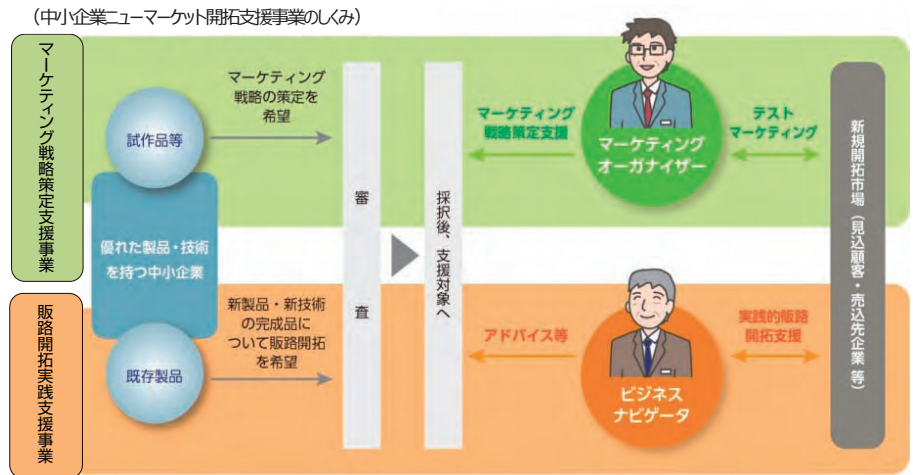 （中小企業ニューマーケット開拓支援事業のしくみ）
マーケティング戦略策定支援事業
試作品等
マーケティング
戦略の策定を
希望
優れた製品・技術
を持つ中小企業
販路開拓実践支援事業
既存製品
新製品・新技術
の完成品に
ついて販路開拓
を希望
審査
採択後、支援対象へ
マーケティング
戦略策定支援
マーケティング
オーガナイザー
テスト
マーケティング
アドバイス等
ビジネス
ナビゲータ
実践的販路
開拓支援
新規開拓市場（見込顧客・売込先企業 等）